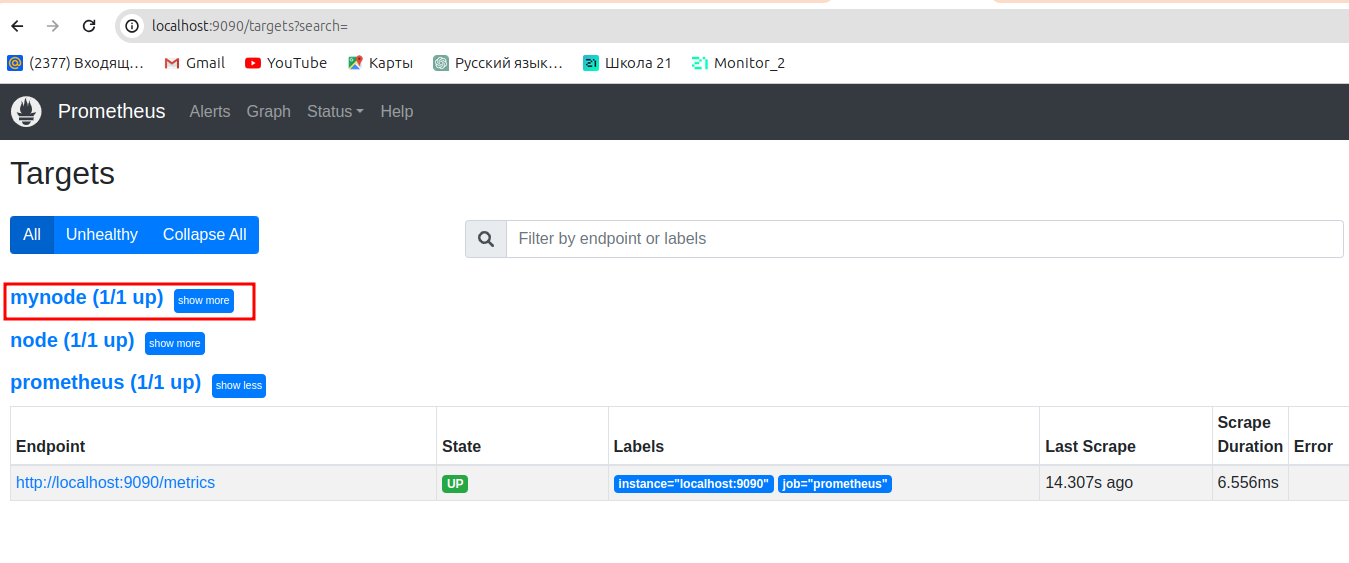 localhost:9090/targets?search=
(2377) Входящ... Gmail YouTube Карты Русский язык... Школа 21 Monitor_2
Prometheus Alerts Graph Status Help
Targets
All Unhealthy Collapse All Filter by endpoint or labels
mynode (1/1 up) show more
node (1/1 up) show more
prometheus (1/1 up) show less
Endpoint State Labels Last Scrape Scrape Duration Error
http://localhost:9090/metrics UP instance="localhost:9090" job="prometheus" 14.307s ago 6.556ms